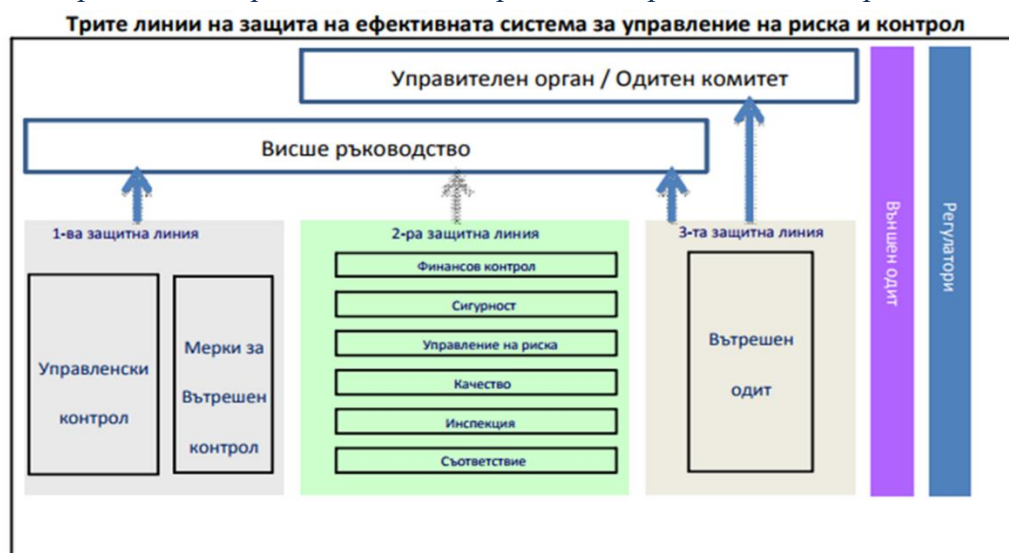 Трите линии на защита на ефективната система за управление на риска и контрол
Управителен орган / Одитен комитет
Висше ръководство
1-ва защитна линия
Управленски
контрол
Мерки за
Вътрешен
контрол
2-ра защитна линия
Финансов контрол
Сигурност
Управление на риска
Качество
Инспекция
Съответствие
3-та защитна линия
Вътрешен
одит
Външен одит
Регулатори